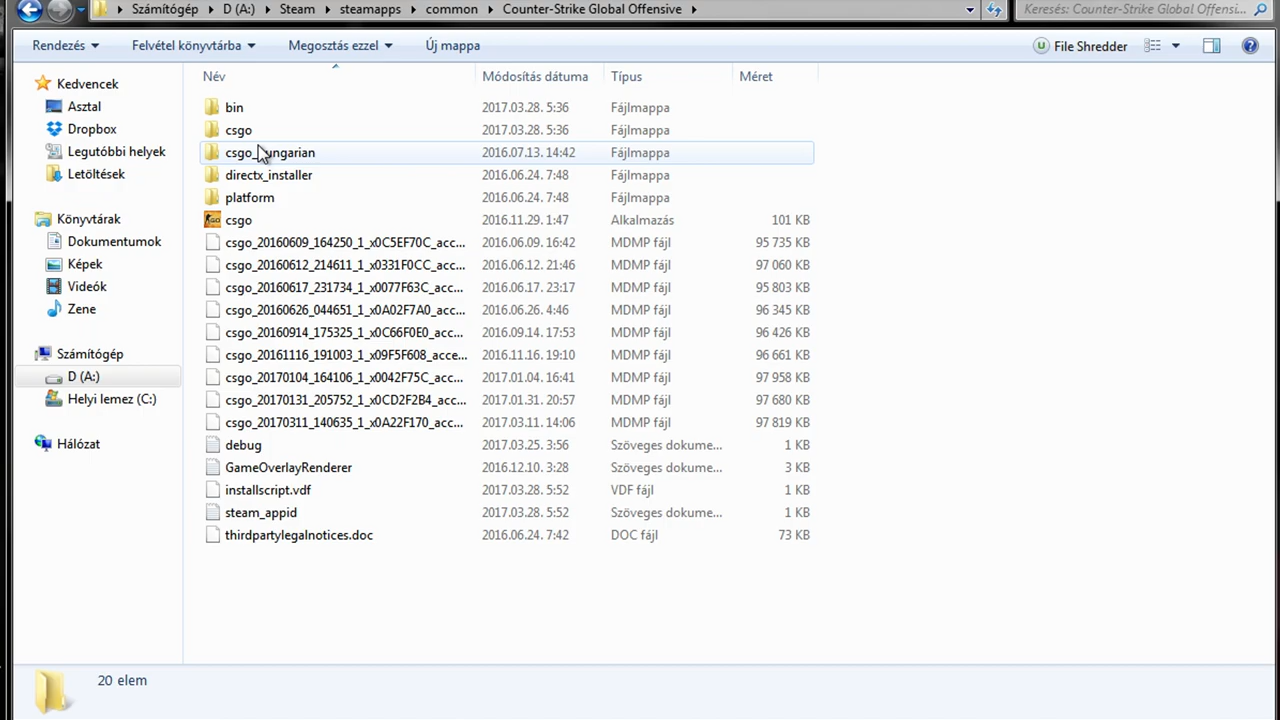 Számítógép D (A:) Steam steamapps common Counter-Strike Global Offensive Keresés: Counter-Strike Global Offensi...
Rendezés Felvétel könyvtárba Megosztás ezzel Új mappa File Shredder
Kedvencek
Asztal
Dropbox
Legutóbbi helyek
Letöltések
Könyvtárak
Dokumentumok
Képek
Videók
Zene
Számítógép
D (A:)
Helyi lemez (C:)
Hálózat
Név Módosítás dátuma Típus Méret
bin 2017.03.28. 5:36 Fájlmappa
csgo 2017.03.28. 5:36 Fájlmappa
csgo_hungarian 2016.07.13. 14:42 Fájlmappa
directx_installer 2016.06.24. 7:48 Fájlmappa
platform 2016.06.24. 7:48 Fájlmappa
csgo 2016.11.29. 1:47 Alkalmazás 101 KB
csgo_20160609_164250_1_x0C5EF70C_acc... 2016.06.09. 16:42 MDMP fájl 95 735 KB
csgo_20160612_214611_1_x0331F0CC_acc... 2016.06.12. 21:46 MDMP fájl 97 060 KB
csgo_20160617_231734_1_x0077F63C_acc... 2016.06.17. 23:17 MDMP fájl 95 803 KB
csgo_20160626_044651_1_x0A02F7A0_acc... 2016.06.26. 4:46 MDMP fájl 96 345 KB
csgo_20160914_175325_1_x0C66F0E0_acc... 2016.09.14. 17:53 MDMP fájl 96 426 KB
csgo_20161116_191003_1_x09F5F608_acce... 2016.11.16. 19:10 MDMP fájl 96 661 KB
csgo_20170104_164106_1_x0042F75C_acc... 2017.01.04. 16:41 MDMP fájl 97 958 KB
csgo_20170131_205752_1_x0CD2F2B4_acc... 2017.01.31. 20:57 MDMP fájl 97 680 KB
csgo_20170311_140635_1_x0A22F170_acc... 2017.03.11. 14:06 MDMP fájl 97 819 KB
debug 2017.03.25. 3:56 Szöveges dokume... 1 KB
GameOverlayRenderer 2016.12.10. 3:28 Szöveges dokume... 3 KB
installscript.vdf 2017.03.28. 5:52 VDF fájl 1 KB
steam_appid 2017.03.28. 5:52 Szöveges dokume... 1 KB
thirdpartylegalnotices.doc 2016.06.24. 7:42 DOC fájl 73 KB
20 elem